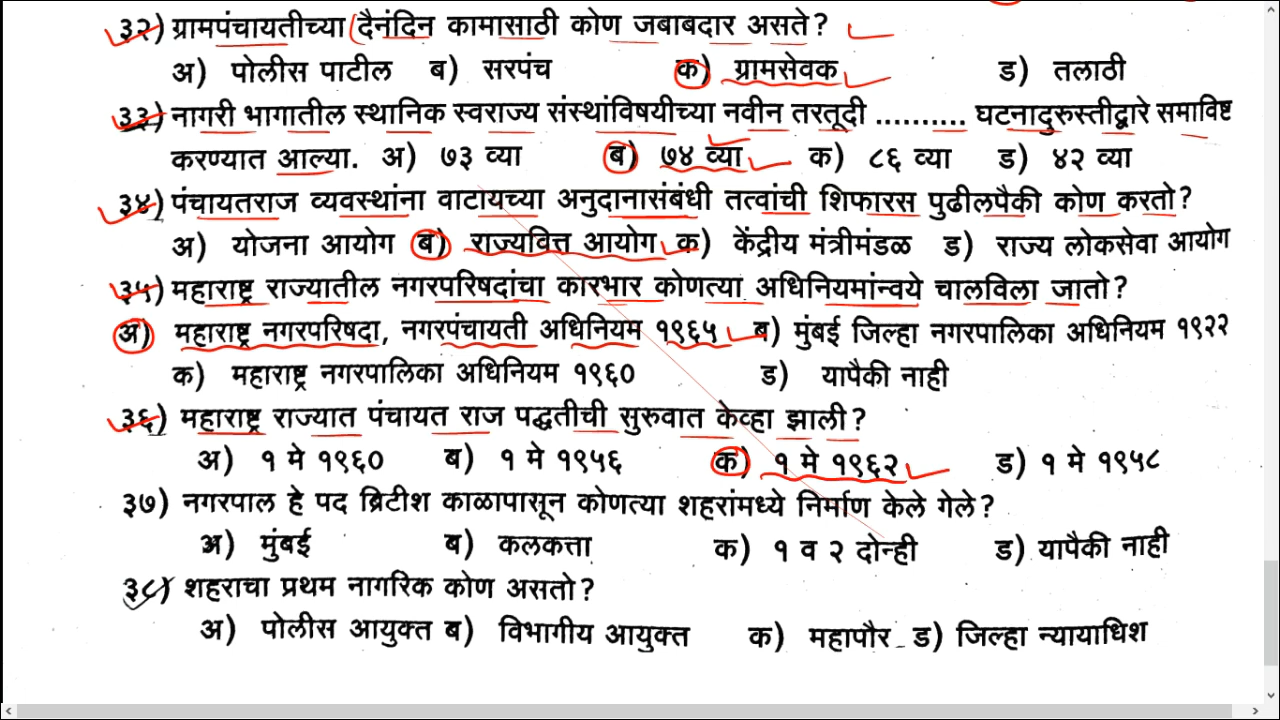 ३२) ग्रामपंचायतीच्या दैनंदिन कामासाठी कोण जबाबदार असते?
अ) पोलीस पाटील ब) सरपंच क) ग्रामसेवक ड) तलाठी
३३) नागरी भागातील स्थानिक स्वराज्य संस्थांविषयीच्या नवीन तरतूदी .......... घटनादुरुस्तीद्वारे समाविष्ट
करण्यात आल्या. अ) ७३ व्या ब) ७४ व्या क) ८६ व्या ड) ४२ व्या
३४) पंचायतराज व्यवस्थांना वाटायच्या अनुदानासंबंधी तत्वांची शिफारस पुढीलपैकी कोण करतो?
अ) योजना आयोग ब) राज्यवित्त आयोग क) केंद्रीय मंत्रीमंडळ ड) राज्य लोकसेवा आयोग
३५) महाराष्ट्र राज्यातील नगरपरिषदांचा कारभार कोणत्या अधिनियमांन्वये चालविला जातो?
अ) महाराष्ट्र नगरपरिषदा, नगरपंचायती अधिनियम १९६५ ब) मुंबई जिल्हा नगरपालिका अधिनियम १९२२
क) महाराष्ट्र नगरपालिका अधिनियम १९६० ड) यापैकी नाही
३६) महाराष्ट्र राज्यात पंचायत राज पद्धतीची सुरुवात केव्हा झाली?
अ) १ मे १९६० ब) १ मे १९५६ क) १ मे १९६२ ड) १ मे १९५८
३७) नगरपाल हे पद ब्रिटीश काळापासून कोणत्या शहरांमध्ये निर्माण केले गेले?
अ) मुंबई ब) कलकत्ता क) १ व २ दोन्ही ड) यापैकी नाही
३८) शहराचा प्रथम नागरिक कोण असतो?
अ) पोलीस आयुक्त ब) विभागीय आयुक्त क) महापौर ड) जिल्हा न्यायाधिश